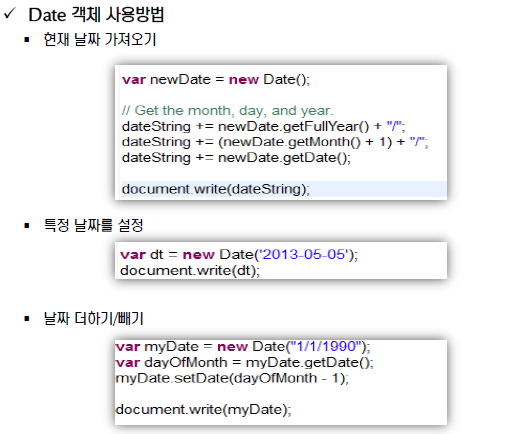 ✓ Date 객체 사용방법
▪ 현재 날짜 가져오기
var newDate = new Date();
// Get the month, day, and year.
dateString += newDate.getFullYear() + "/";
dateString += (newDate.getMonth() + 1) + "/";
dateString += newDate.getDate();
document.write(dateString);
▪ 특정 날짜를 설정
var dt = new Date('2013-05-05');
document.write(dt);
▪ 날짜 더하기/빼기
var myDate = new Date("1/1/1990");
var dayOfMonth = myDate.getDate();
myDate.setDate(dayOfMonth - 1);
document.write(myDate);